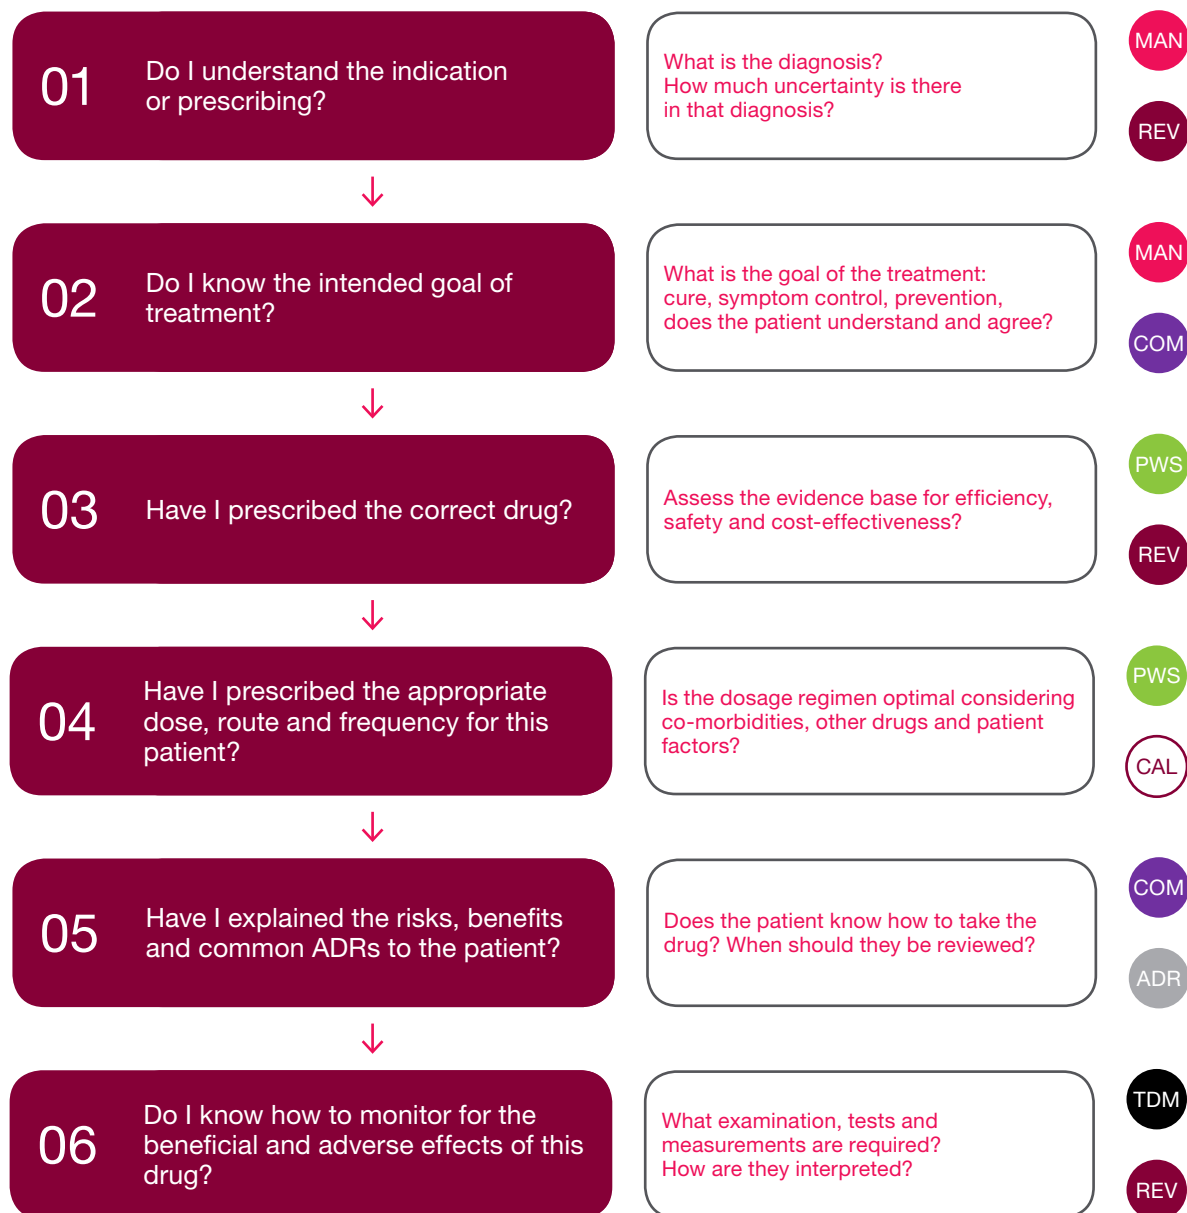 01
Do I understand the indication
or prescribing?
What is the diagnosis?
How much uncertainty is there
in that diagnosis?
MAN
REV
02
Do I know the intended goal of
treatment?
What is the goal of the treatment:
cure, symptom control, prevention,
does the patient understand and agree?
MAN
COM
03
Have I prescribed the correct drug?
Assess the evidence base for efficiency,
safety and cost-effectiveness?
PWS
REV
04
Have I prescribed the appropriate
dose, route and frequency for this
patient?
Is the dosage regimen optimal considering
co-morbidities, other drugs and patient
factors?
PWS
CAL
05
Have I explained the risks, benefits
and common ADRs to the patient?
Does the patient know how to take the
drug? When should they be reviewed?
COM
ADR
06
Do I know how to monitor for the
beneficial and adverse effects of this
drug?
What examination, tests and
measurements are required?
How are they interpreted?
TDM
REV